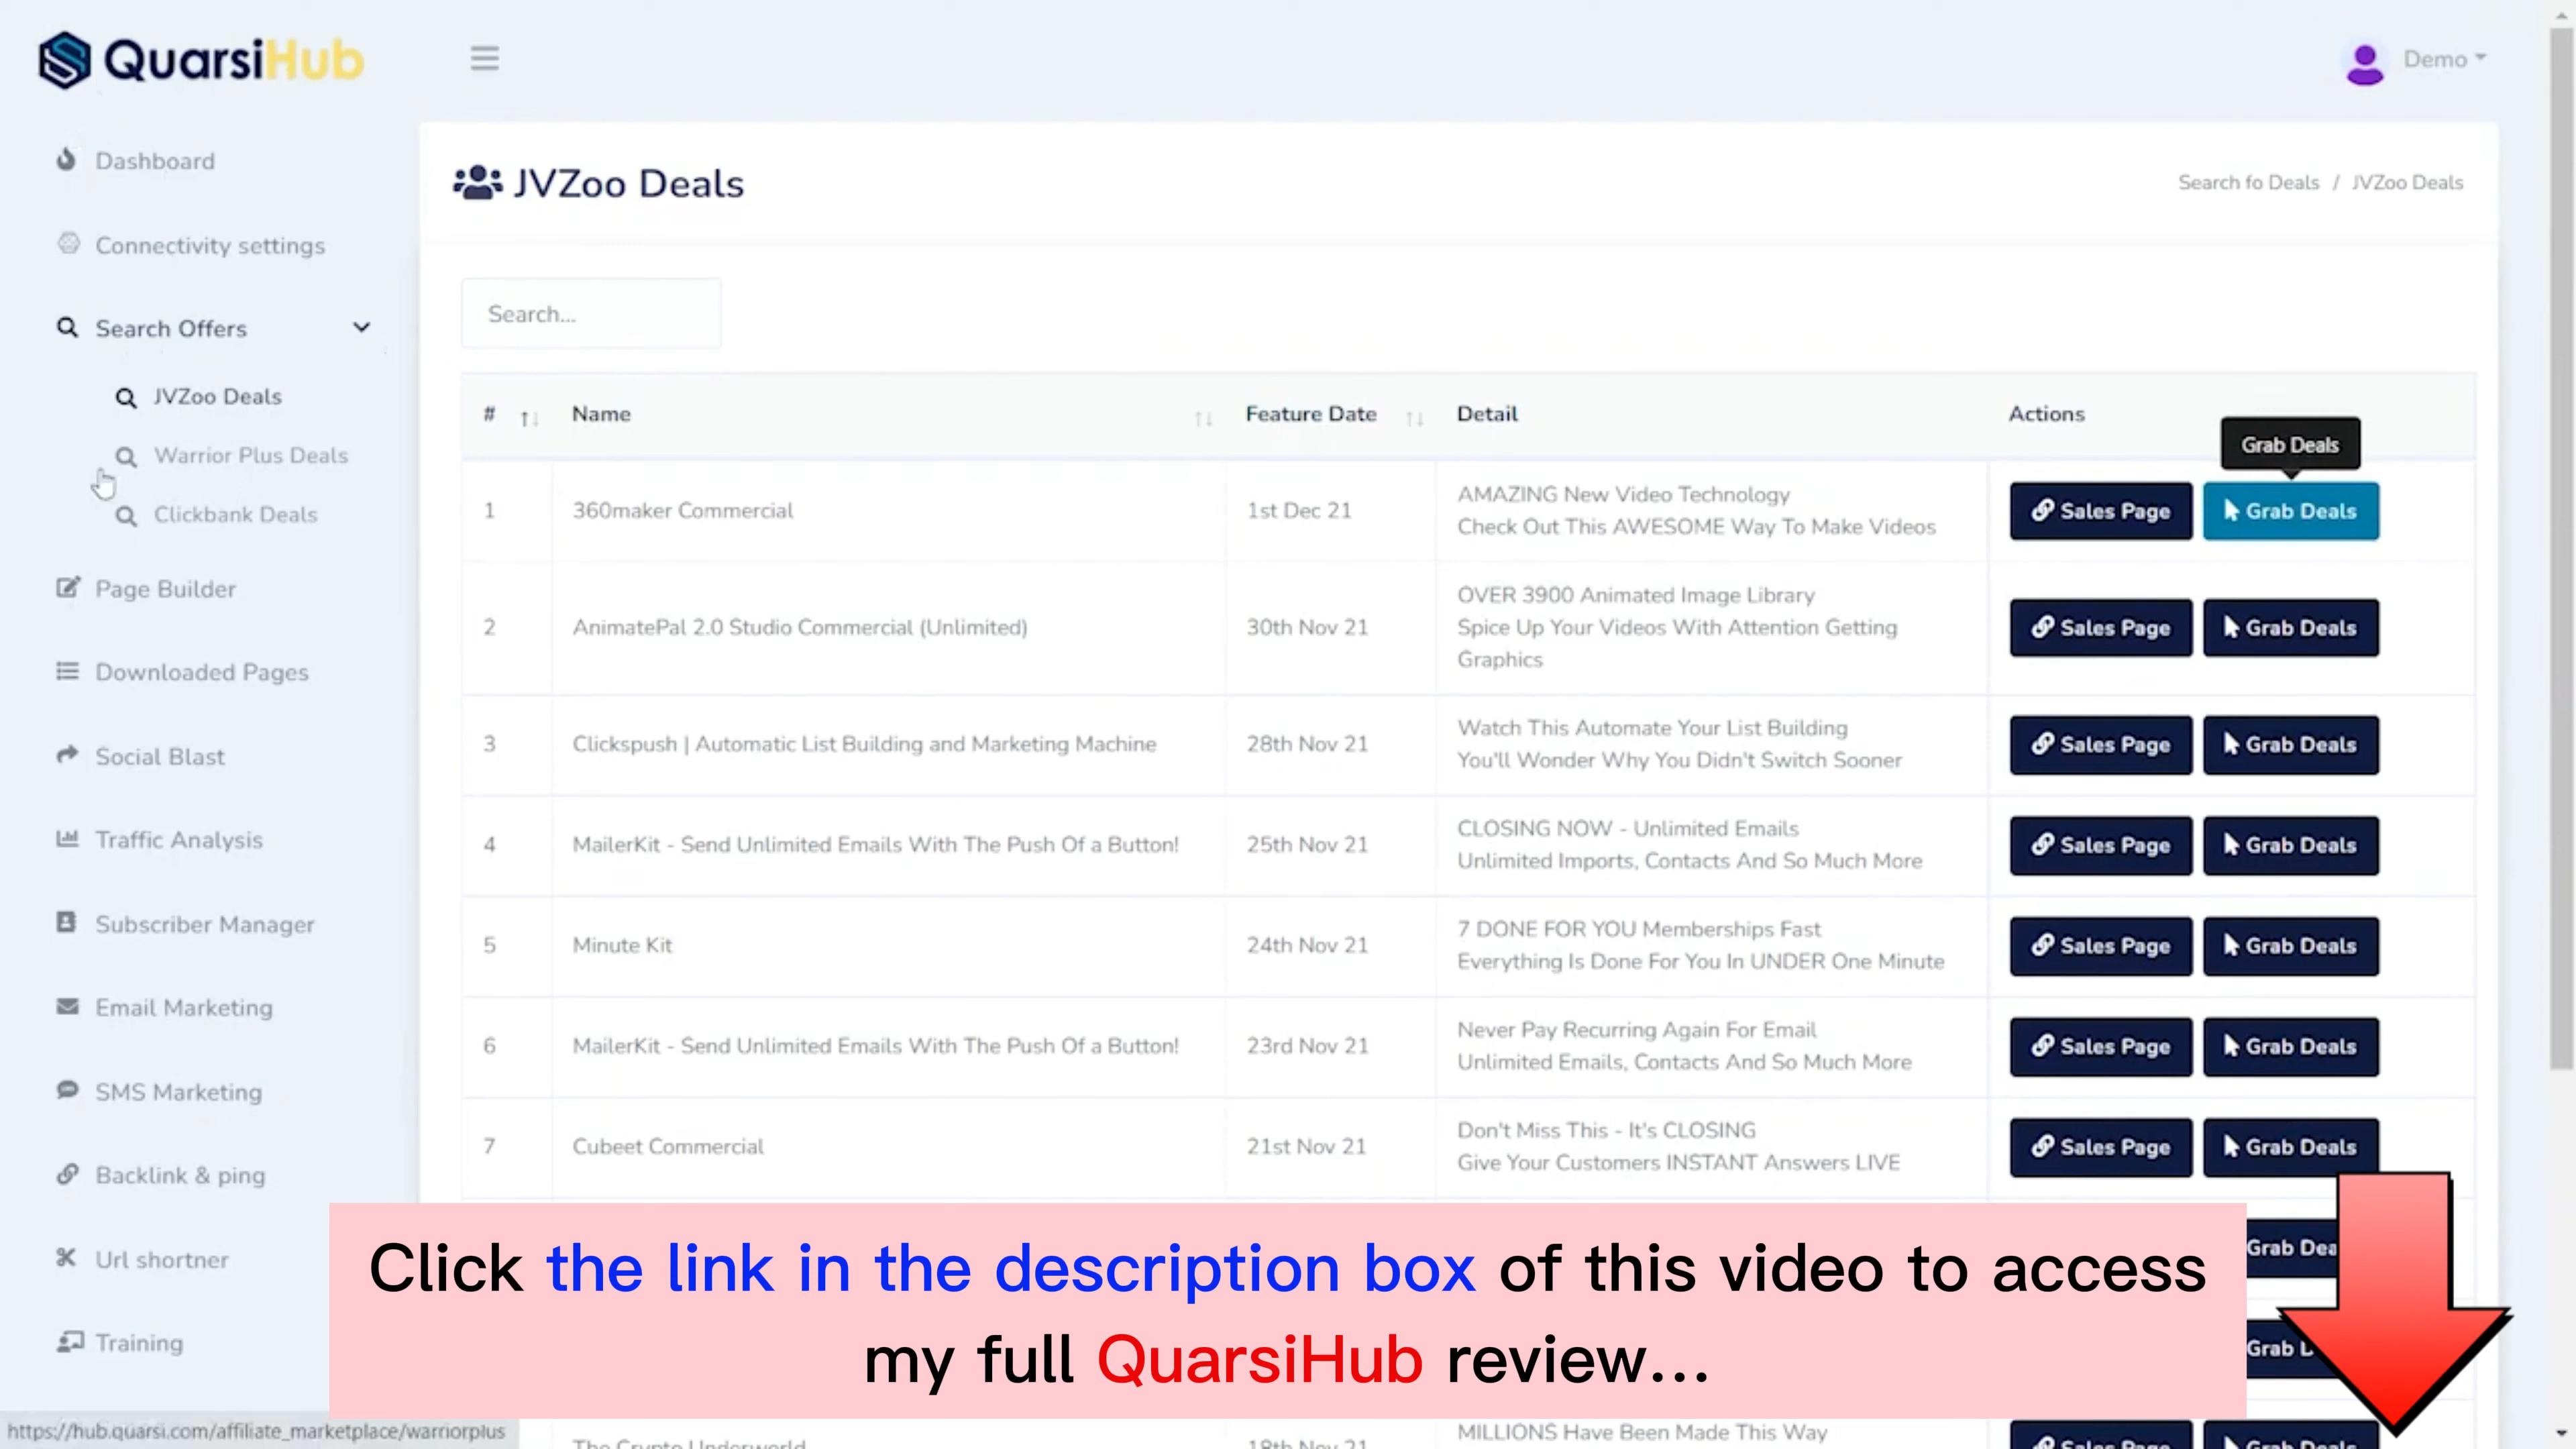 QuarsiHub
Demo
Dashboard
Connectivity settings
Search Offers
JVZoo Deals
Warrior Plus Deals
Clickbank Deals
Page Builder
Downloaded Pages
Social Blast
Traffic Analysis
Subscriber Manager
Email Marketing
SMS Marketing
Backlink & ping
Url shortner
Training
JVZoo Deals
Search fo Deals / JVZoo Deals
Search...
# Name Feature Date Detail Actions
Grab Deals
1 360maker Commercial 1st Dec 21 AMAZING New Video Technology
Check Out This AWESOME Way To Make Videos
Sales Page Grab Deals
2 AnimatePal 2.0 Studio Commercial (Unlimited) 30th Nov 21 OVER 3900 Animated Image Library
Spice Up Your Videos With Attention Getting
Graphics
Sales Page Grab Deals
3 Clickspush | Automatic List Building and Marketing Machine 28th Nov 21 Watch This Automate Your List Building
You'll Wonder Why You Didn't Switch Sooner
Sales Page Grab Deals
4 MailerKit - Send Unlimited Emails With The Push Of a Button! 25th Nov 21 CLOSING NOW - Unlimited Emails
Unlimited Imports, Contacts And So Much More
Sales Page Grab Deals
5 Minute Kit 24th Nov 21 7 DONE FOR YOU Memberships Fast
Everything Is Done For You In UNDER One Minute
Sales Page Grab Deals
6 MailerKit - Send Unlimited Emails With The Push Of a Button! 23rd Nov 21 Never Pay Recurring Again For Email
Unlimited Emails, Contacts And So Much More
Sales Page Grab Deals
7 Cubeet Commercial 21st Nov 21 Don't Miss This - It's CLOSING
Give Your Customers INSTANT Answers LIVE
Sales Page Grab Deals
Grab Dea
Grab
Click the link in the description box of this video to access
my full QuarsiHub review...
MILLIONS Have Been Made This Way
The Crypto Underworld 18th Nov 21
Sales Page Grab Deals
https://hub.quarsi.com/affiliate_marketplace/warriorplus